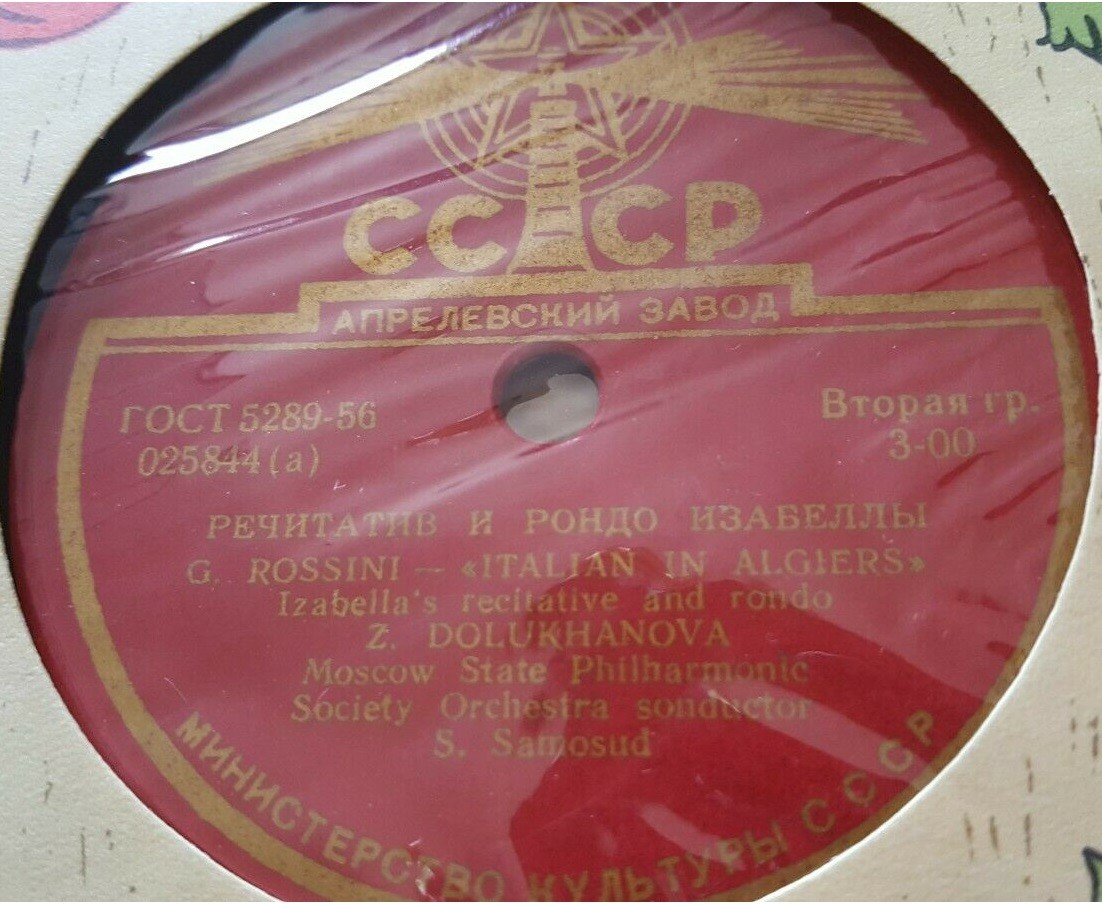 СССР
АПРЕЛЕВСКИЙ ЗАВОД
ГОСТ 5289-56
025844 (а)
Вторая гр.
3-00
РЕЧИТАТИВ И РОНДО ИЗАБЕЛЛЫ
G. ROSSINI — «ITALIAN IN ALGIERS»
Izabella's recitative and rondo
Z. DOLUKHANOVA
Moscow State Philharmonic
Society Orchestra sonductor
S. Samosud
МИНИСТЕРСТВО КУЛЬТУРЫ СССР